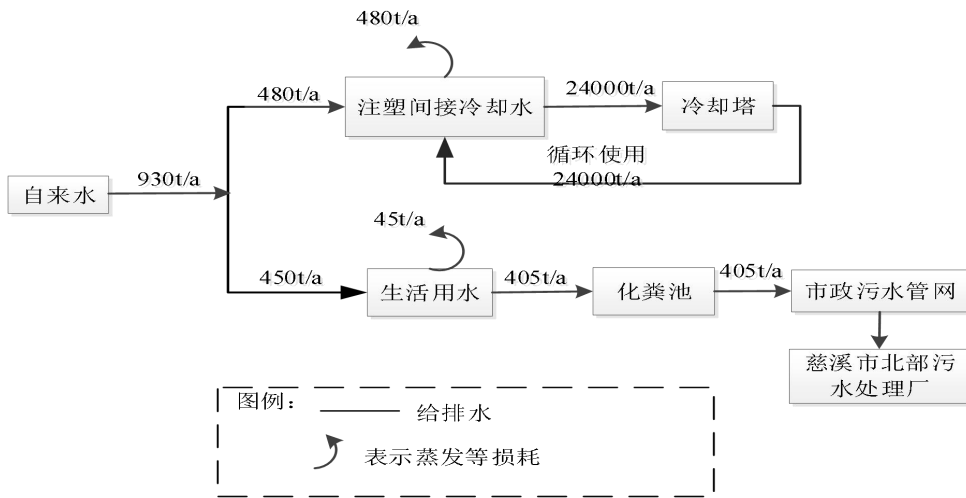 480t/a
480t/a
注塑间接冷却水
24000t/a
冷却塔
循环使用
24000t/a
自来水
930t/a
45t/a
450t/a
生活用水
405t/a
化粪池
405t/a
市政污水管网
慈溪市北部污
水处理厂
图例：
给排水
表示蒸发等损耗